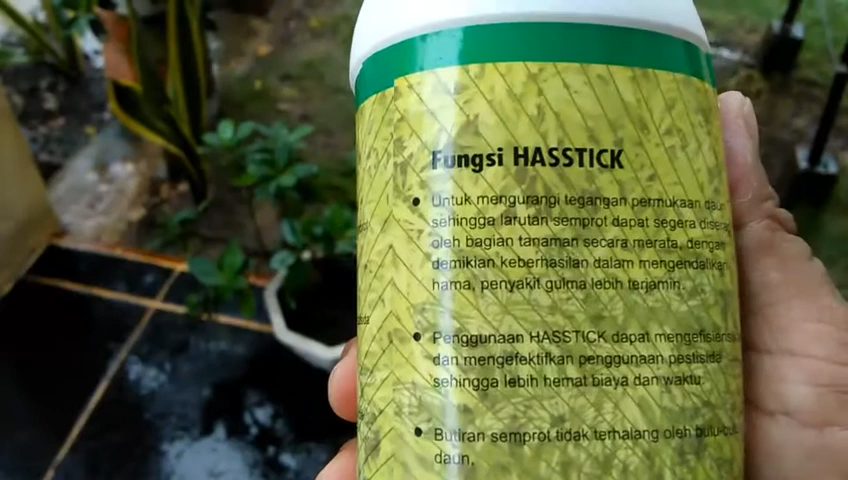 Fungsi HASSTICK
Untuk mengurangi tegangan permukaan daun
sehingga larutan semprot dapat segera
oleh bagian tanaman secara merata, dengan
demikian keberhasilan dalam mengendalikan
hama, penyakit gulma lebih terjamin.
Penggunaan HASSTICK dapat
dan mengefektifkan penggunaan pestisida
sehingga lebih hemat biaya dan waktu.
Butiran semprot tidak terhalang oleh
daun,